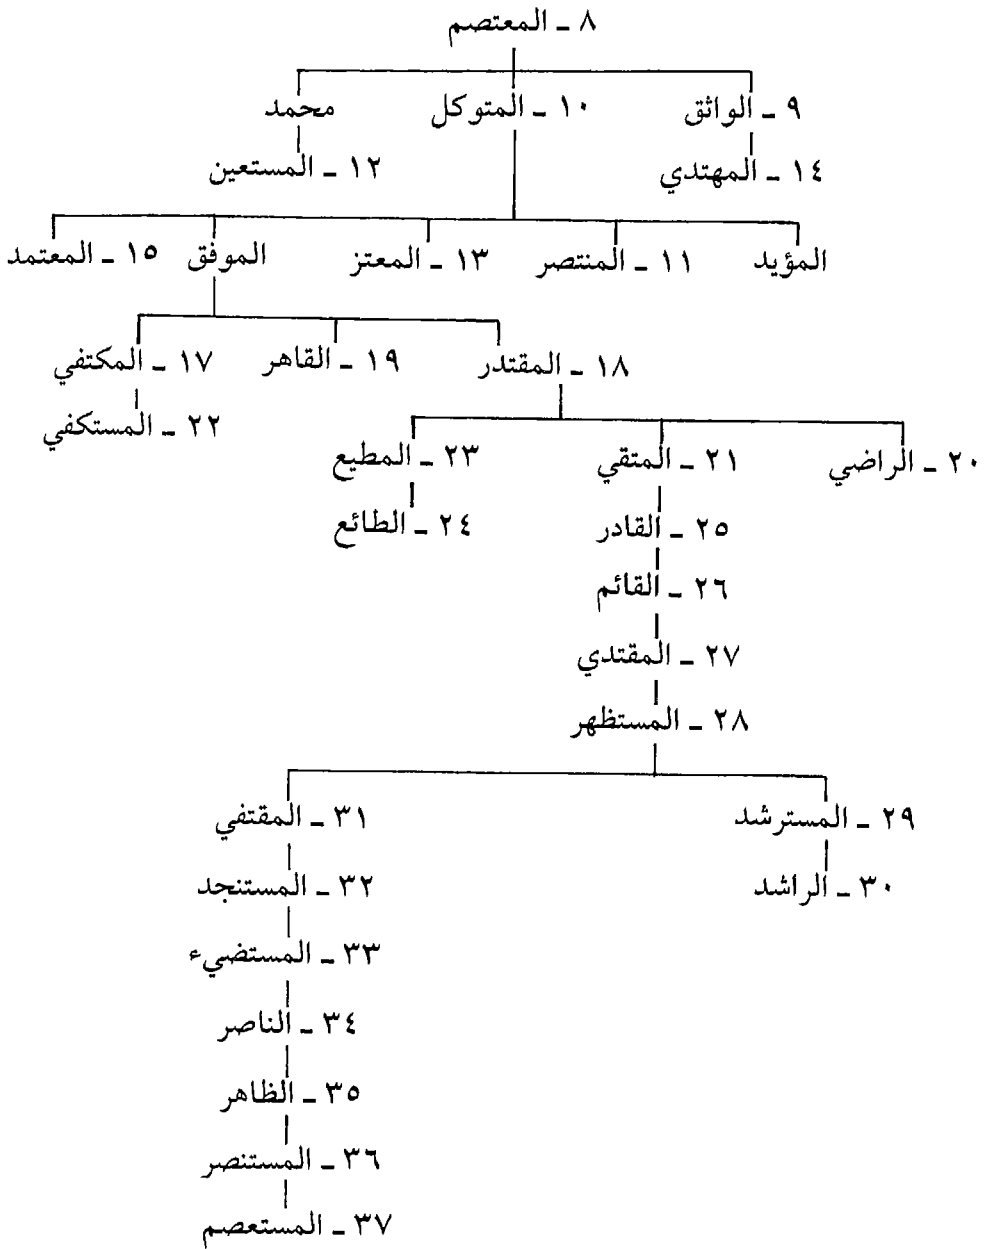 ٨ ـ المعتصم
٩ ـ الواثق ١٠ ـ المتوكل محمد
١٤ ـ المهتدي ١٢ ـ المستعين
المؤيد ١١ ـ المنتصر ١٣ ـ المعتز الموفق ١٥ ـ المعتمد
١٨ ـ المقتدر ١٩ ـ القاهر ١٧ ـ المكتفي
٢٢ ـ المستكفي
٢٠ ـ الراضي ٢١ ـ المتقي ٢٣ ـ المطيع
٢٥ ـ القادر ٢٤ ـ الطائع
٢٦ ـ القائم
٢٧ ـ المقتدي
٢٨ ـ المستظهر
٢٩ ـ المسترشد ٣١ ـ المقتفي
٣٠ ـ الراشد ٣٢ ـ المستنجد
٣٣ ـ المستضيء
٣٤ ـ الناصر
٣٥ ـ الظاهر
٣٦ ـ المستنصر
٣٧ ـ المستعصم